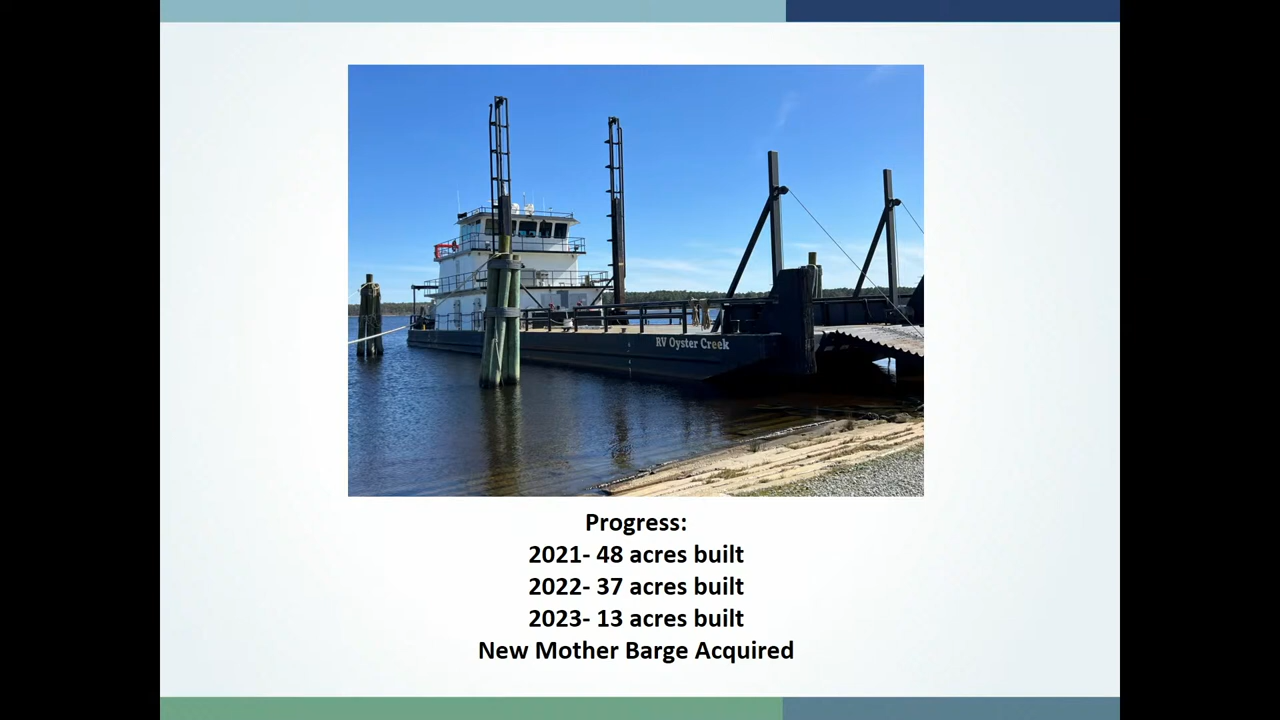 RV Oyster Creek
Progress:
2021- 48 acres built
2022- 37 acres built
2023- 13 acres built
New Mother Barge Acquired